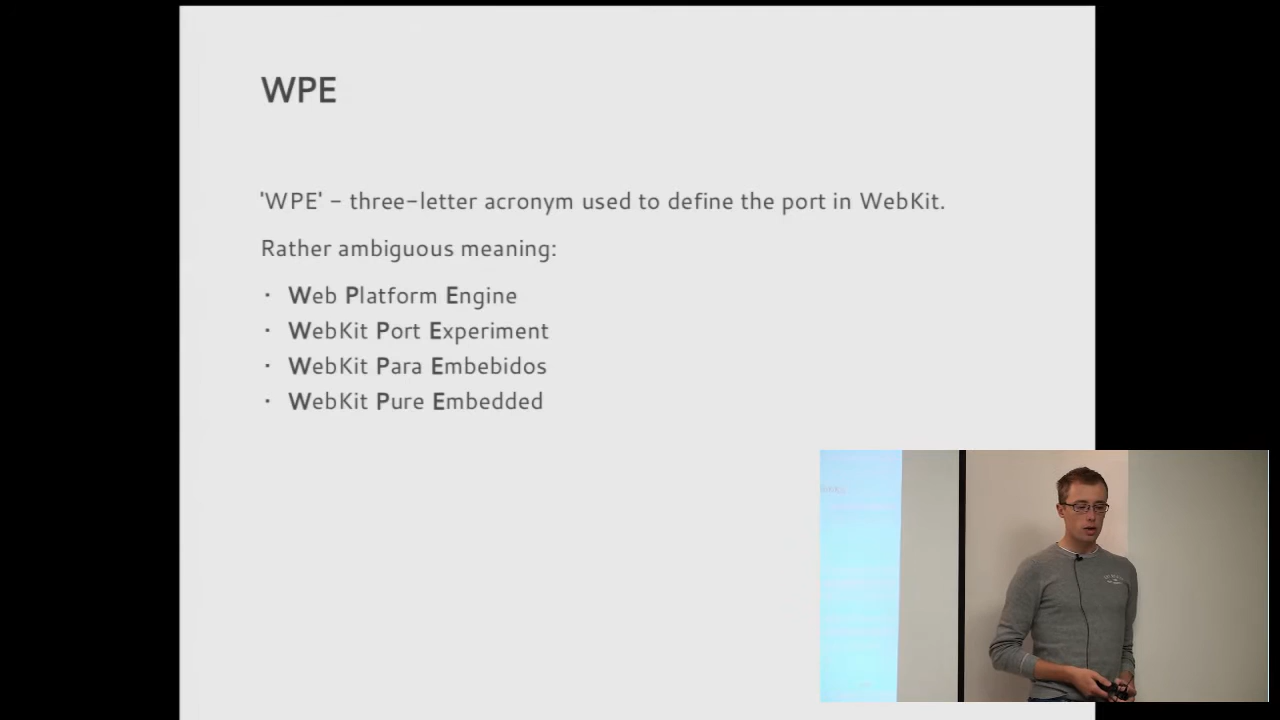 WPE
'WPE' - three-letter acronym used to define the port in WebKit.
Rather ambiguous meaning:
· Web Platform Engine
· WebKit Port Experiment
· WebKit Para Embebidos
· WebKit Pure Embedded